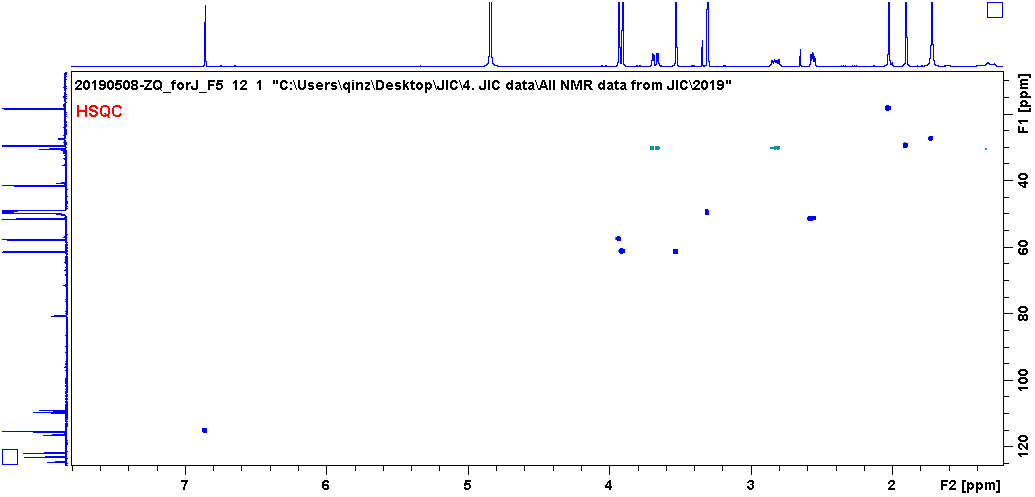 20190508-ZQ_forJ_F5 12 1 "C:\Users\qinz\Desktop\JIC\4. JIC data\All NMR data from JIC\2019"
HSQC
F1 [ppm]
40
60
80
100
120
7 6 5 4 3 2 F2 [ppm]